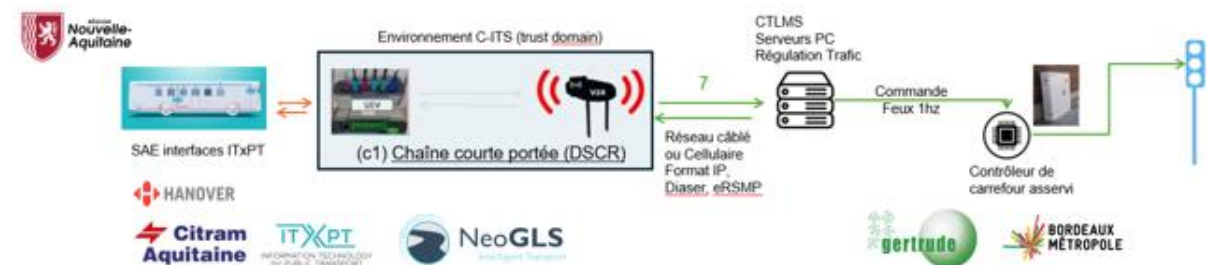 RÉGION
Nouvelle-
Aquitaine
Environnement C-ITS (trust domain)
CTLMS
Serveurs PC
Régulation Trafic
UEV
V2X
7
Commande
Feux 1hz
SAE interfaces ITxPT
(c1) Chaîne courte portée (DSCR)
Réseau câblé
ou Cellulaire
Format IP,
Diaser, eRSMP
Contrôleur de
carrefour asservi
HANOVER
Citram
Aquitaine
ITXPT
INFORMATION TECHNOLOGY
for PUBLIC TRANSPORT
NeoGLS
Intelligent Transport
gertrude
BORDEAUX
MÉTROPOLE